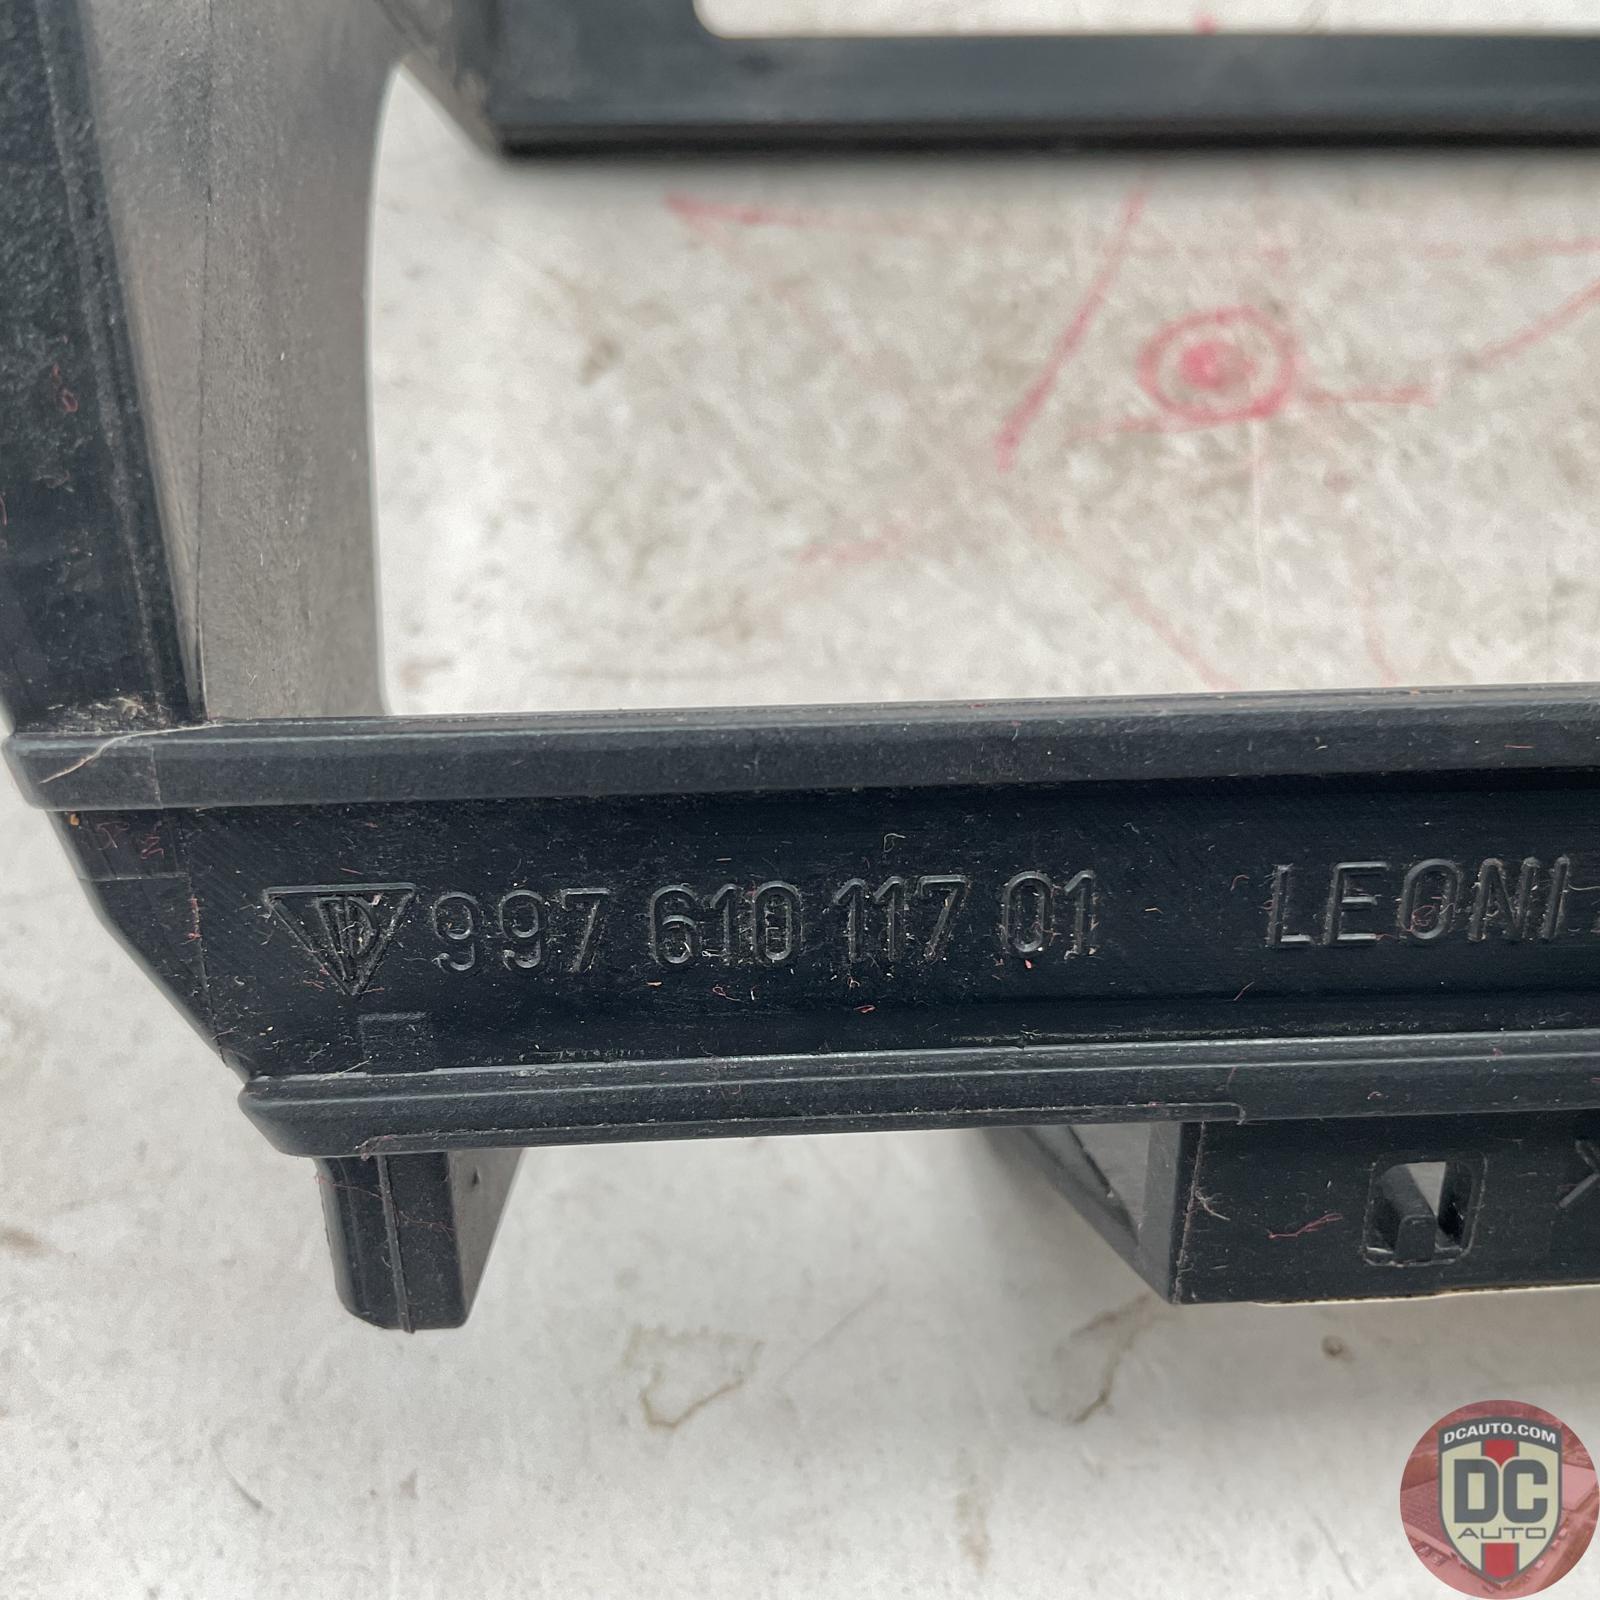 997 610 117 01 LEONI
DCAUTO.COM
DC
AUTO